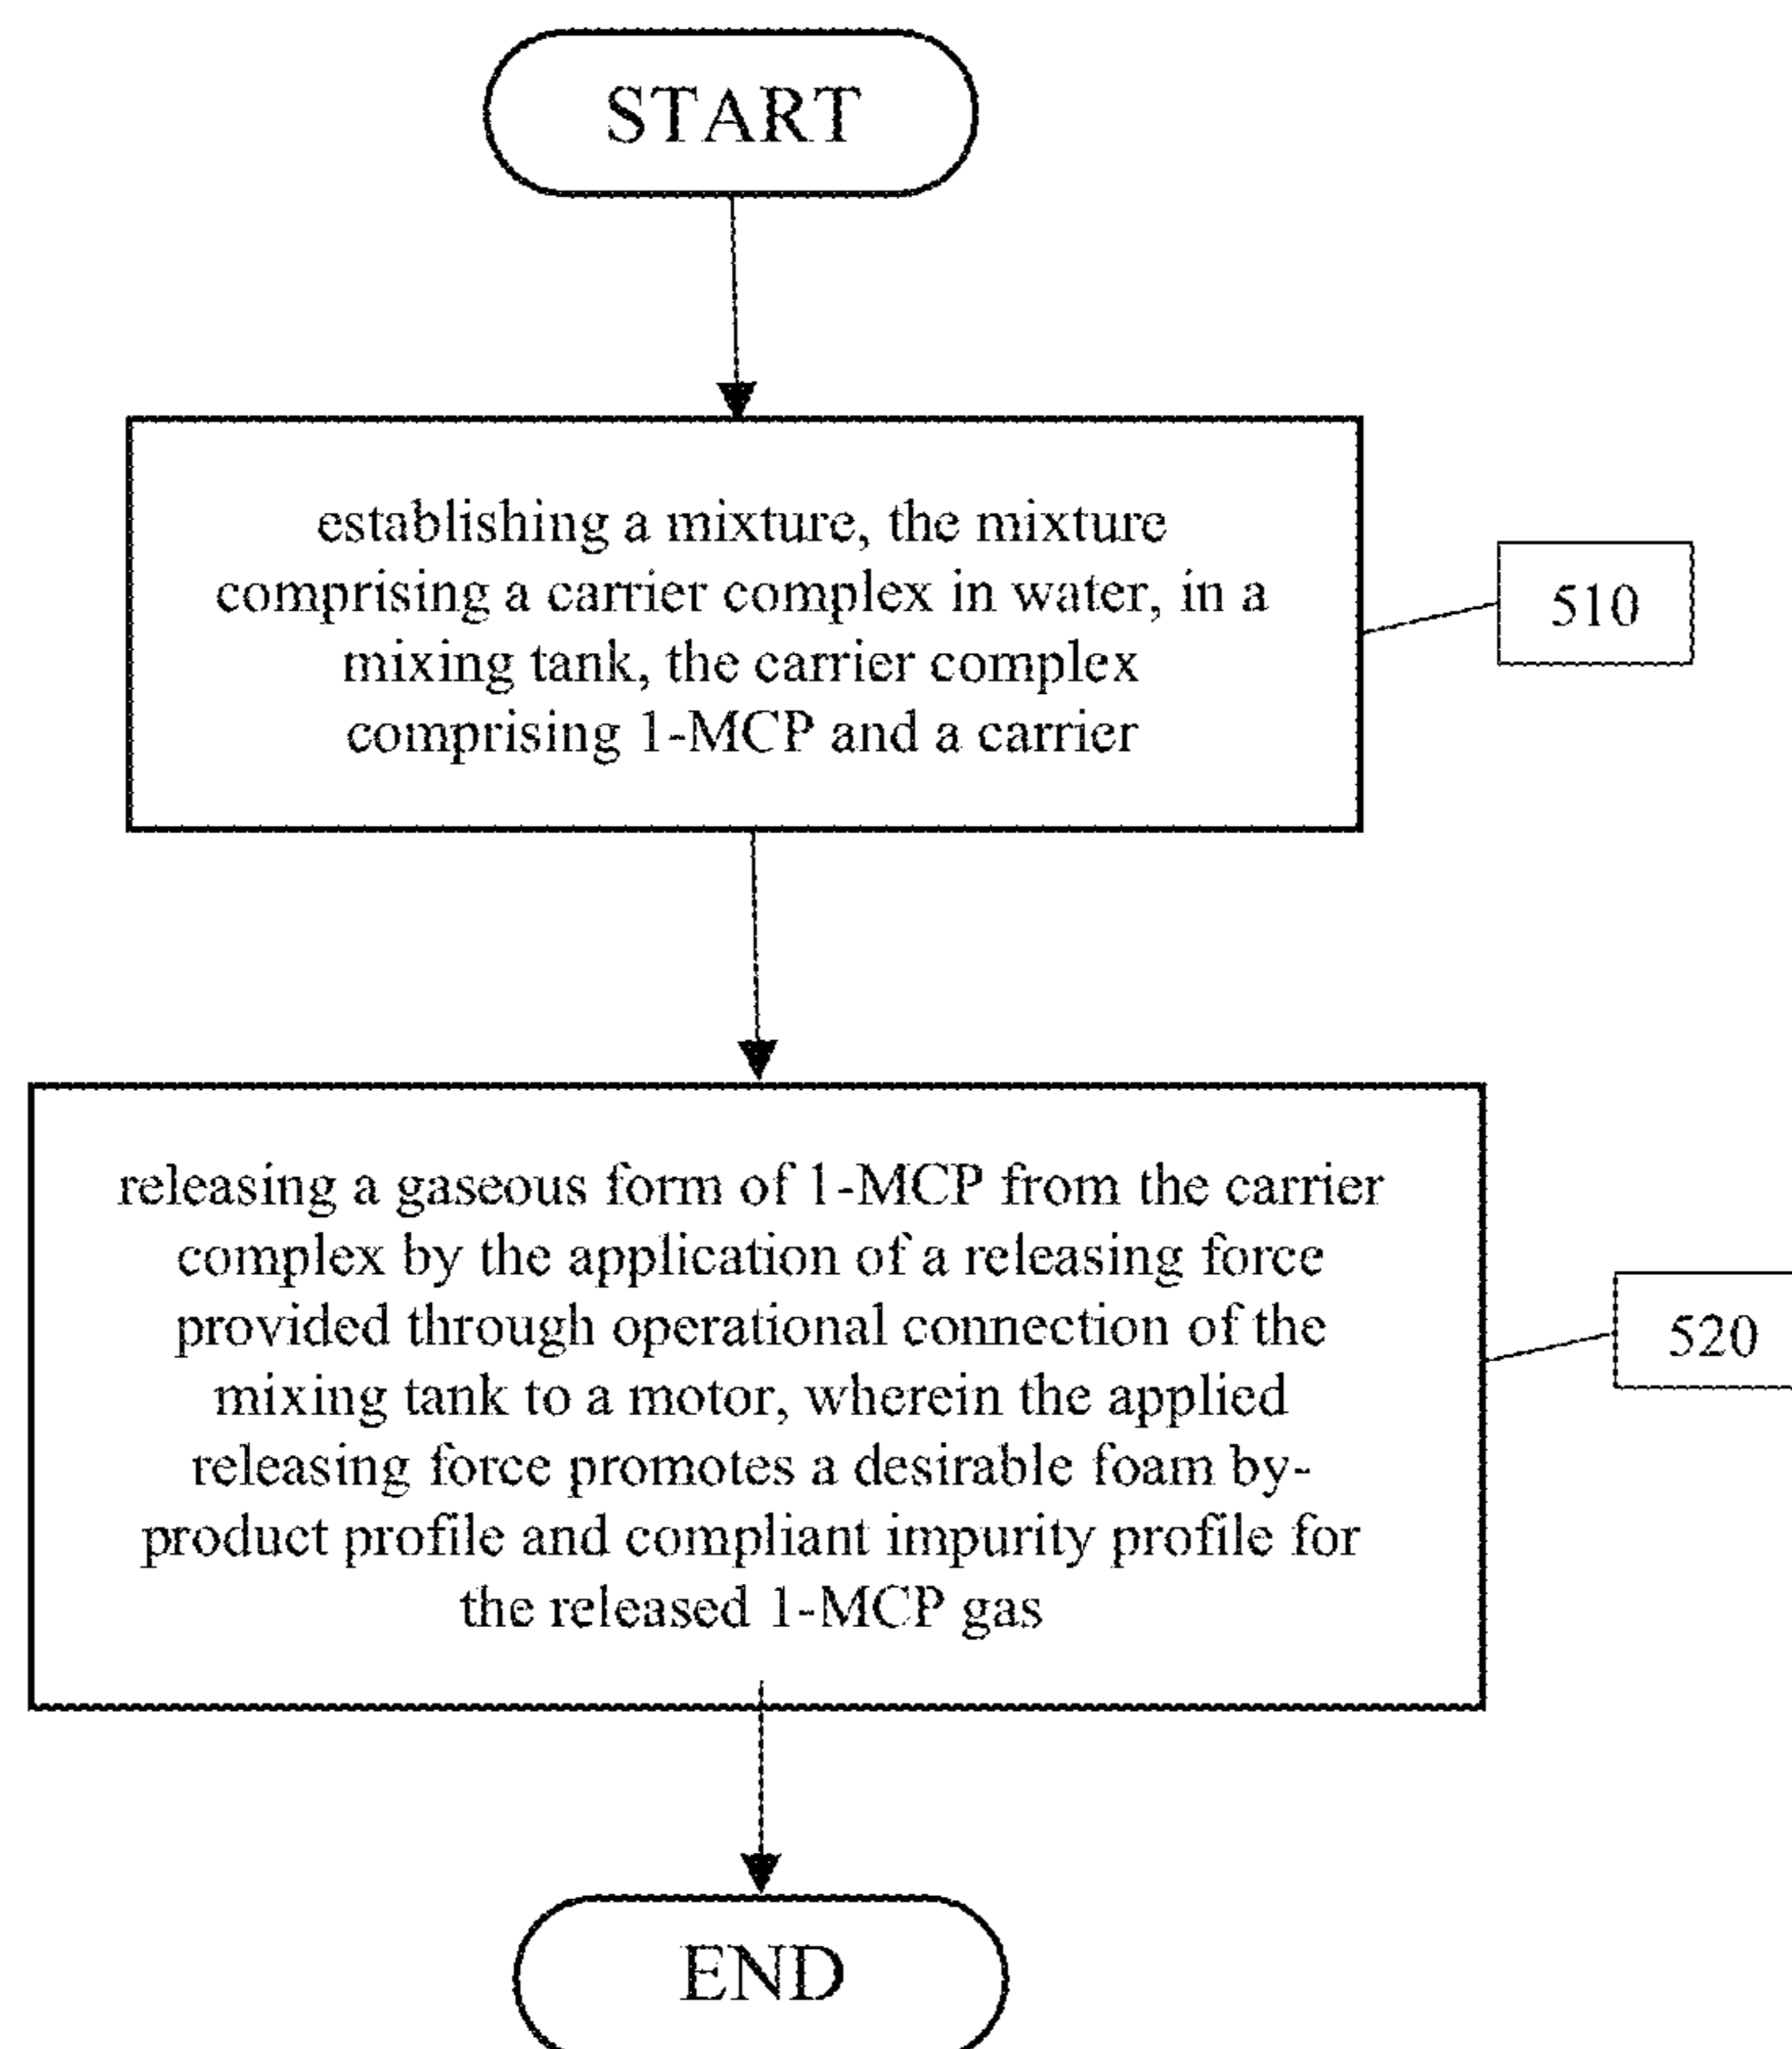 START
establishing a mixture, the mixture
comprising a carrier complex in water, in a
mixing tank, the carrier complex
comprising 1-MCP and a carrier
510
releasing a gaseous form of 1-MCP from the carrier
complex by the application of a releasing force
provided through operational connection of the
mixing tank to a motor, wherein the applied
releasing force promotes a desirable foam by-
product profile and compliant impurity profile for
the released 1-MCP gas
520
END